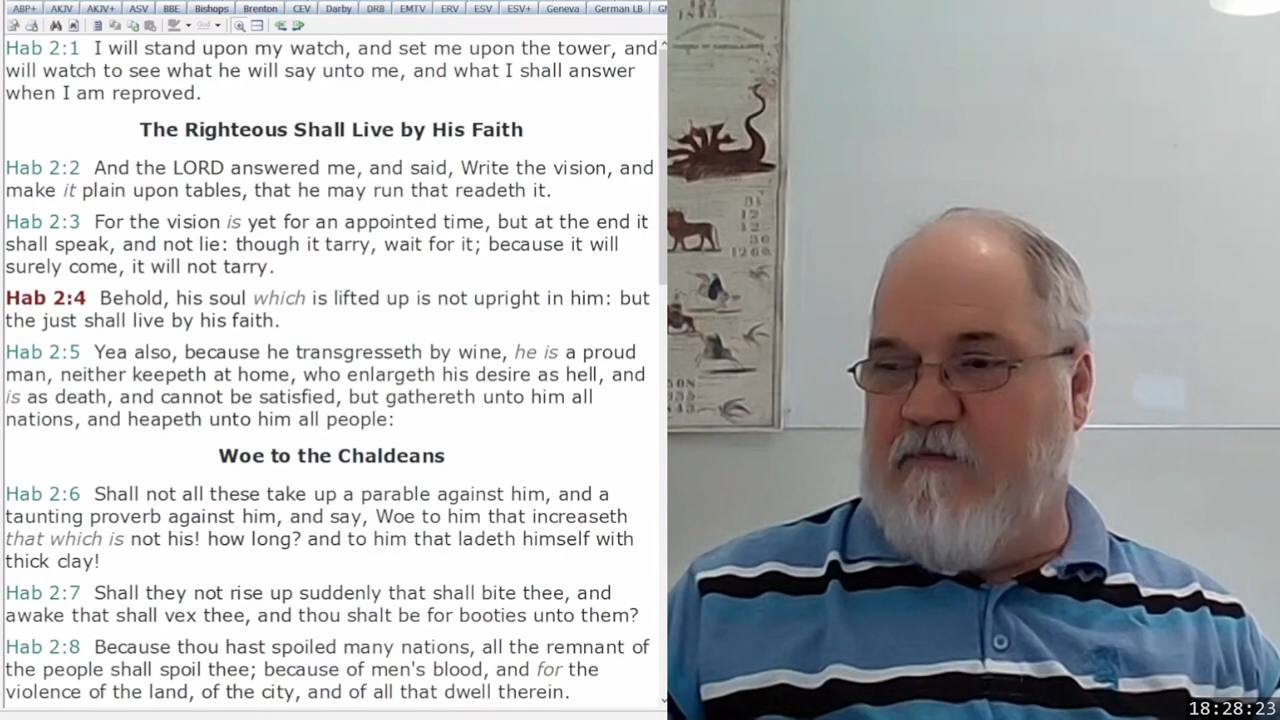 ABP+ AKJV AKJV+ ASV BBE Bishops Brenton CEV Darby DRB EMTV ERV ESV ESV+ Geneva German LB
Hab 2:1 I will stand upon my watch, and set me upon the tower, and
will watch to see what he will say unto me, and what I shall answer
when I am reproved.
The Righteous Shall Live by His Faith
Hab 2:2 And the LORD answered me, and said, Write the vision, and
make it plain upon tables, that he may run that readeth it.
Hab 2:3 For the vision is yet for an appointed time, but at the end it
shall speak, and not lie: though it tarry, wait for it; because it will
surely come, it will not tarry.
Hab 2:4 Behold, his soul which is lifted up is not upright in him: but
the just shall live by his faith.
Hab 2:5 Yea also, because he transgresseth by wine, he is a proud
man, neither keepeth at home, who enlargeth his desire as hell, and
is as death, and cannot be satisfied, but gathereth unto him all
nations, and heapeth unto him all people:
Woe to the Chaldeans
Hab 2:6 Shall not all these take up a parable against him, and a
taunting proverb against him, and say, Woe to him that increaseth
that which is not his! how long? and to him that ladeth himself with
thick clay!
Hab 2:7 Shall they not rise up suddenly that shall bite thee, and
awake that shall vex thee, and thou shalt be for booties unto them?
Hab 2:8 Because thou hast spoiled many nations, all the remnant of
the people shall spoil thee; because of men's blood, and for the
violence of the land, of the city, and of all that dwell therein.
12
12
30
1260
18:28:23